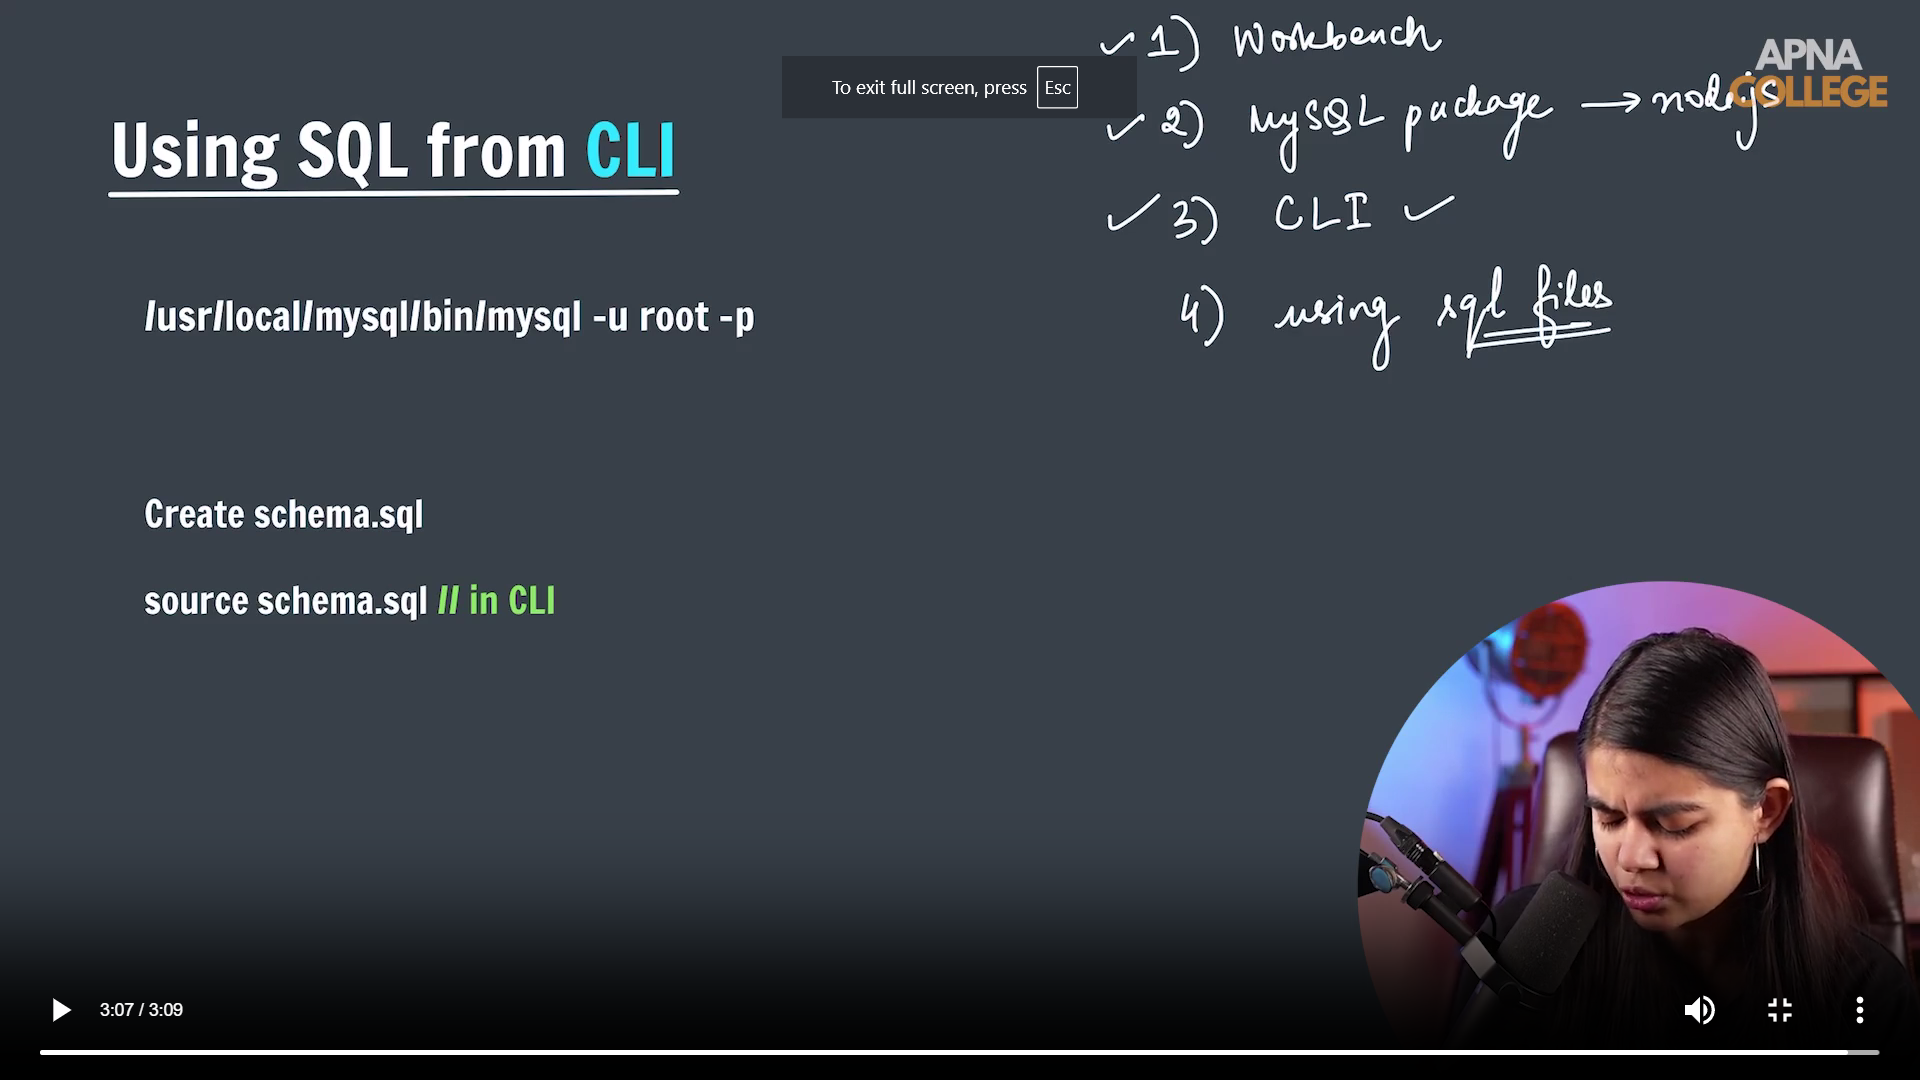 1) Workbench
APNA
COLLEGE
To exit full screen, press Esc
2) MySQL package → nodejs
Using SQL from CLI
3) CLI
/usr/local/mysql/bin/mysql -u root -p
4) using sql files
Create schema.sql
source schema.sql // in CLI
3:07 / 3:09